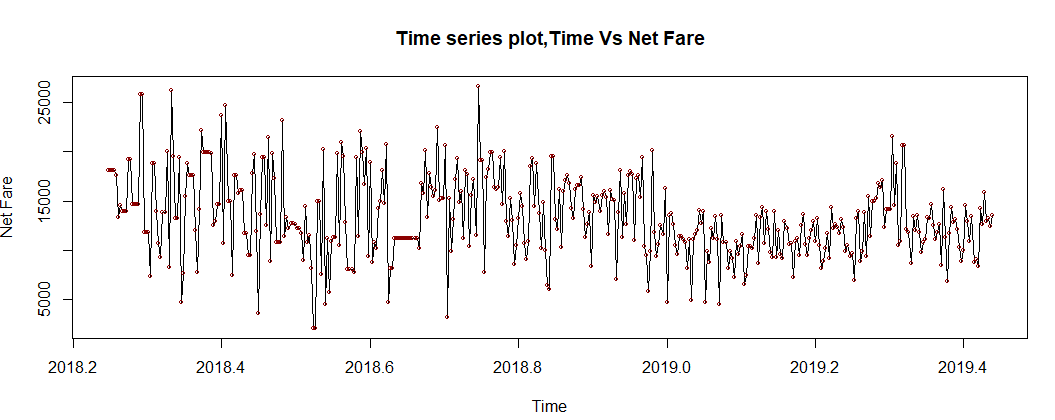 Time series plot,Time Vs Net Fare
Net Fare
25000
15000
5000
2018.2 2018.4 2018.6 2018.8 2019.0 2019.2 2019.4
Time